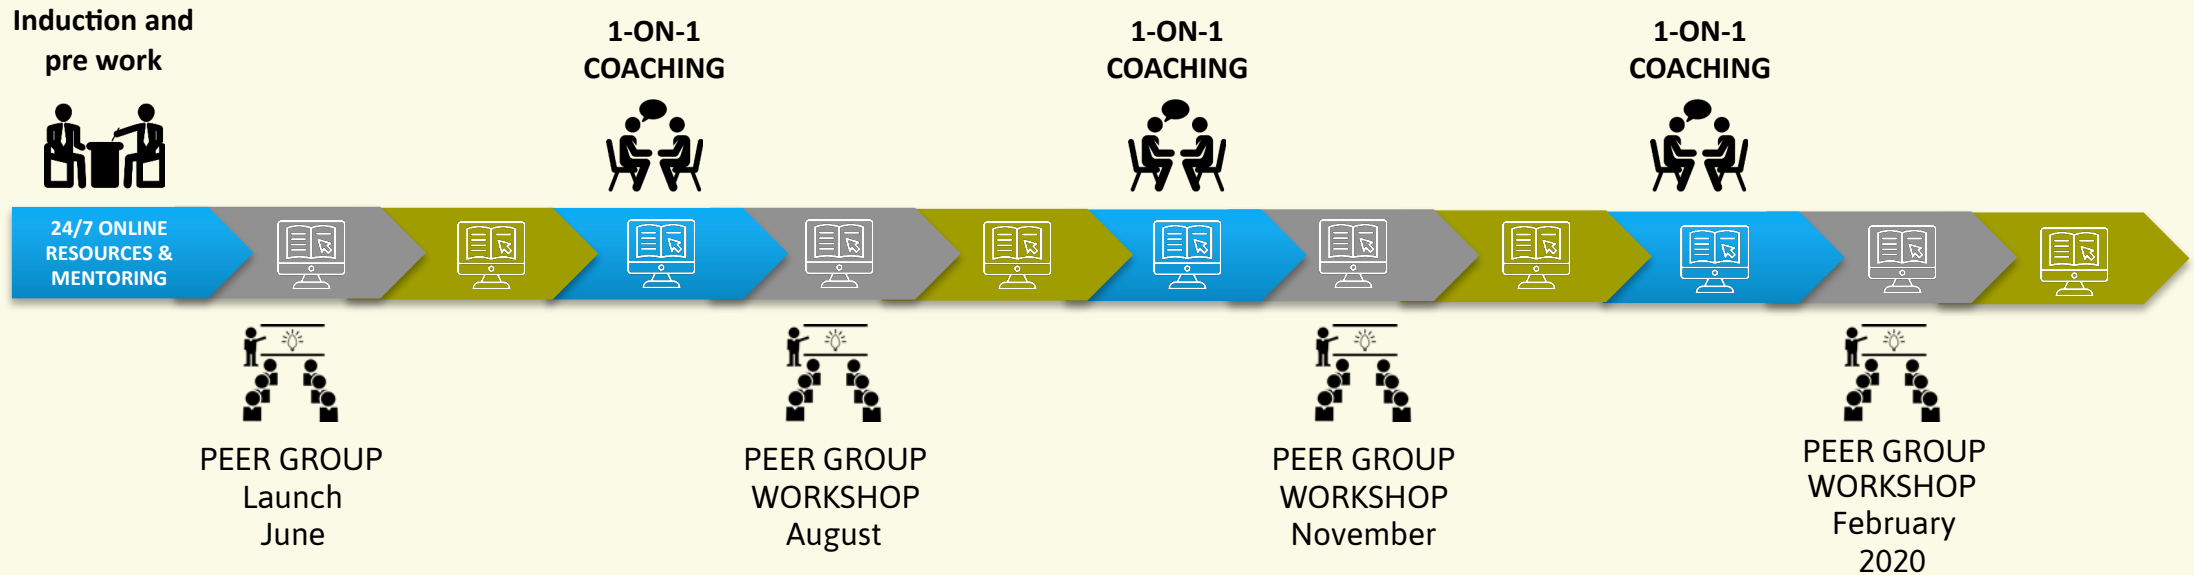 Induction and
pre work
1-ON-1
COACHING
1-ON-1
COACHING
1-ON-1
COACHING
24/7 ONLINE
RESOURCES &
MENTORING
PEER GROUP
Launch
June
PEER GROUP
WORKSHOP
August
PEER GROUP
WORKSHOP
November
PEER GROUP
WORKSHOP
February
2020